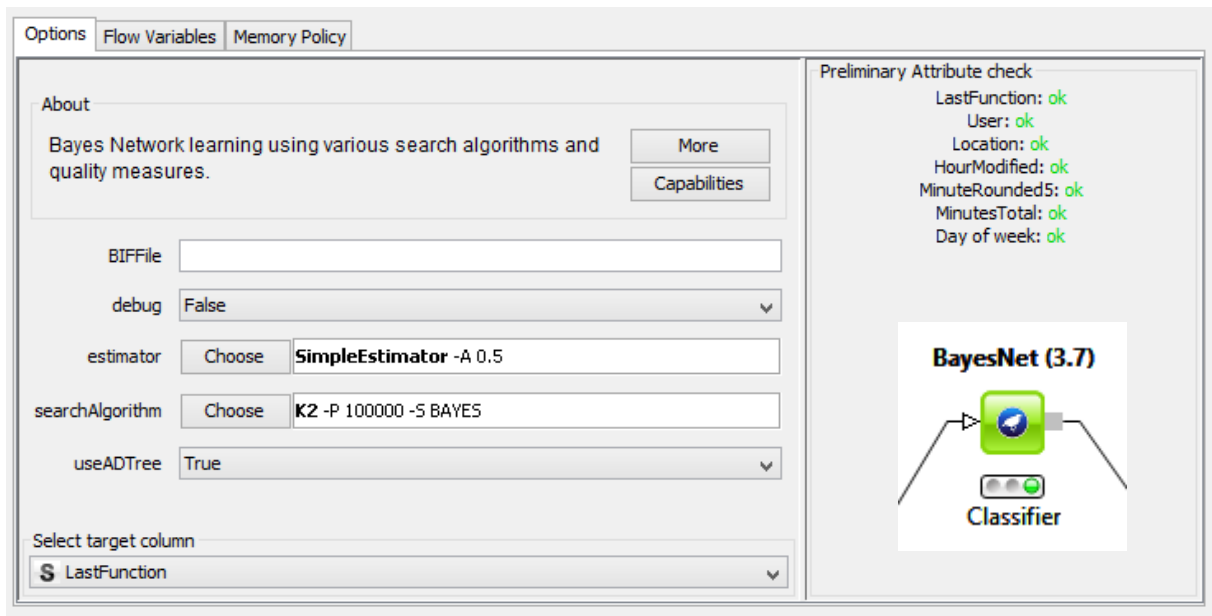 Options Flow Variables Memory Policy
About
Bayes Network learning using various search algorithms and
quality measures.
More
Capabilities
BIFFile
debug False
estimator Choose SimpleEstimator -A 0.5
searchAlgorithm Choose K2 -P 100000 -S BAYES
useADTree True
Select target column
S LastFunction
Preliminary Attribute check
LastFunction: ok
User: ok
Location: ok
HourModified: ok
MinuteRounded5: ok
MinutesTotal: ok
Day of week: ok
BayesNet (3.7)
Classifier